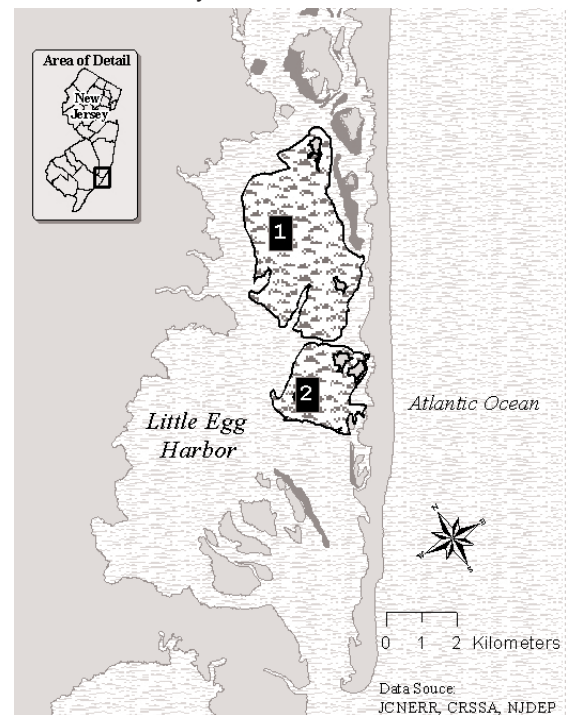 Area of Detail
New
Jersey
1
2
Little Egg
Harbor
Atlantic Ocean
N
E
W
S
0 1 2 Kilometers
Data Souce:
JCNERR, CRSSA, NJDEP